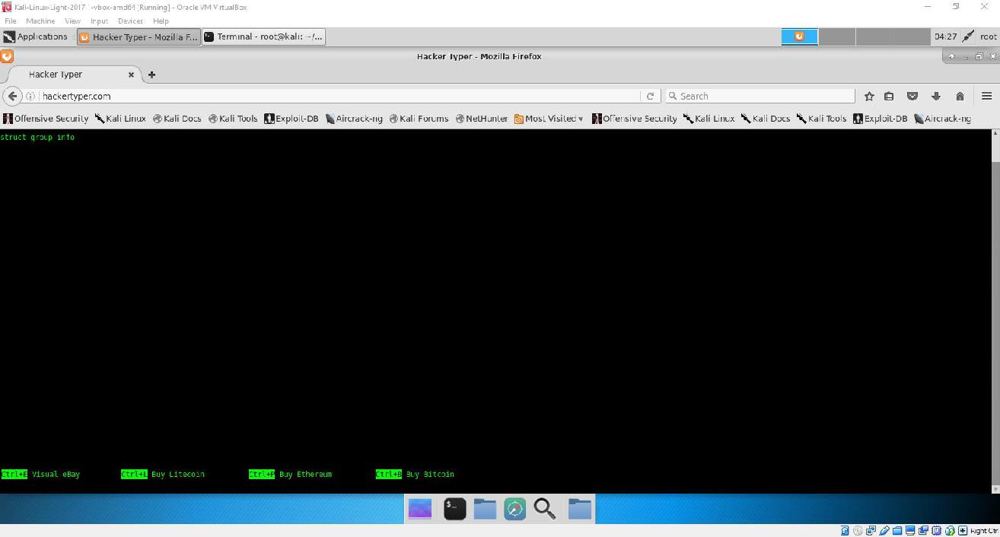 Kali-Linux-Light-2017.1-vbox-amd64 [Running] - Oracle VM VirtualBox
File Machine View Input Devices Help
Applications Hacker Typer - Mozilla F... Terminal - root@kali: ~/... 04:27 root
Hacker Typer - Mozilla Firefox
Hacker Typer
hackertyper.com Search
Offensive Security Kali Linux Kali Docs Kali Tools Exploit-DB Aircrack-ng Kali Forums NetHunter Most Visited Offensive Security Kali Linux Kali Docs Kali Tools Exploit-DB Aircrack-ng
struct group_info
Ctrl+E Visual eBay Ctrl+L Buy Litecoin Ctrl+P Buy Ethereum Ctrl+B Buy Bitcoin
$_
Right Ctrl